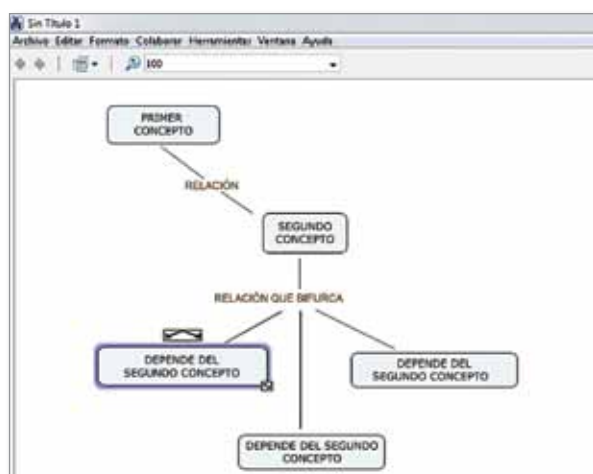 Sin Título 1
Archivo Editar Formato Colaborar Herramientas Ventana Ayuda
100
PRIMER
CONCEPTO
RELACIÓN
SEGUNDO
CONCEPTO
RELACIÓN QUE BIFURCA
DEPENDE DEL
SEGUNDO CONCEPTO
DEPENDE DEL
SEGUNDO CONCEPTO
DEPENDE DEL SEGUNDO
CONCEPTO